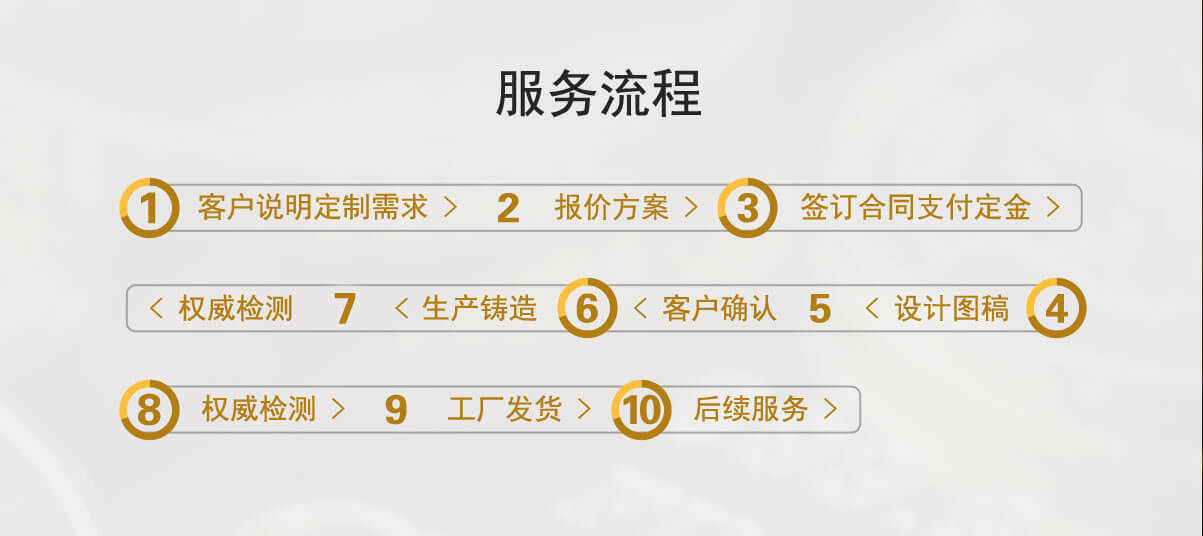 服务流程
1 客户说明定制需求 > 2 报价方案 > 3 签订合同支付定金 >
< 权威检测 7 < 生产铸造 6 < 客户确认 5 < 设计图稿 4
8 权威检测 > 9 工厂发货 > 10 后续服务 >